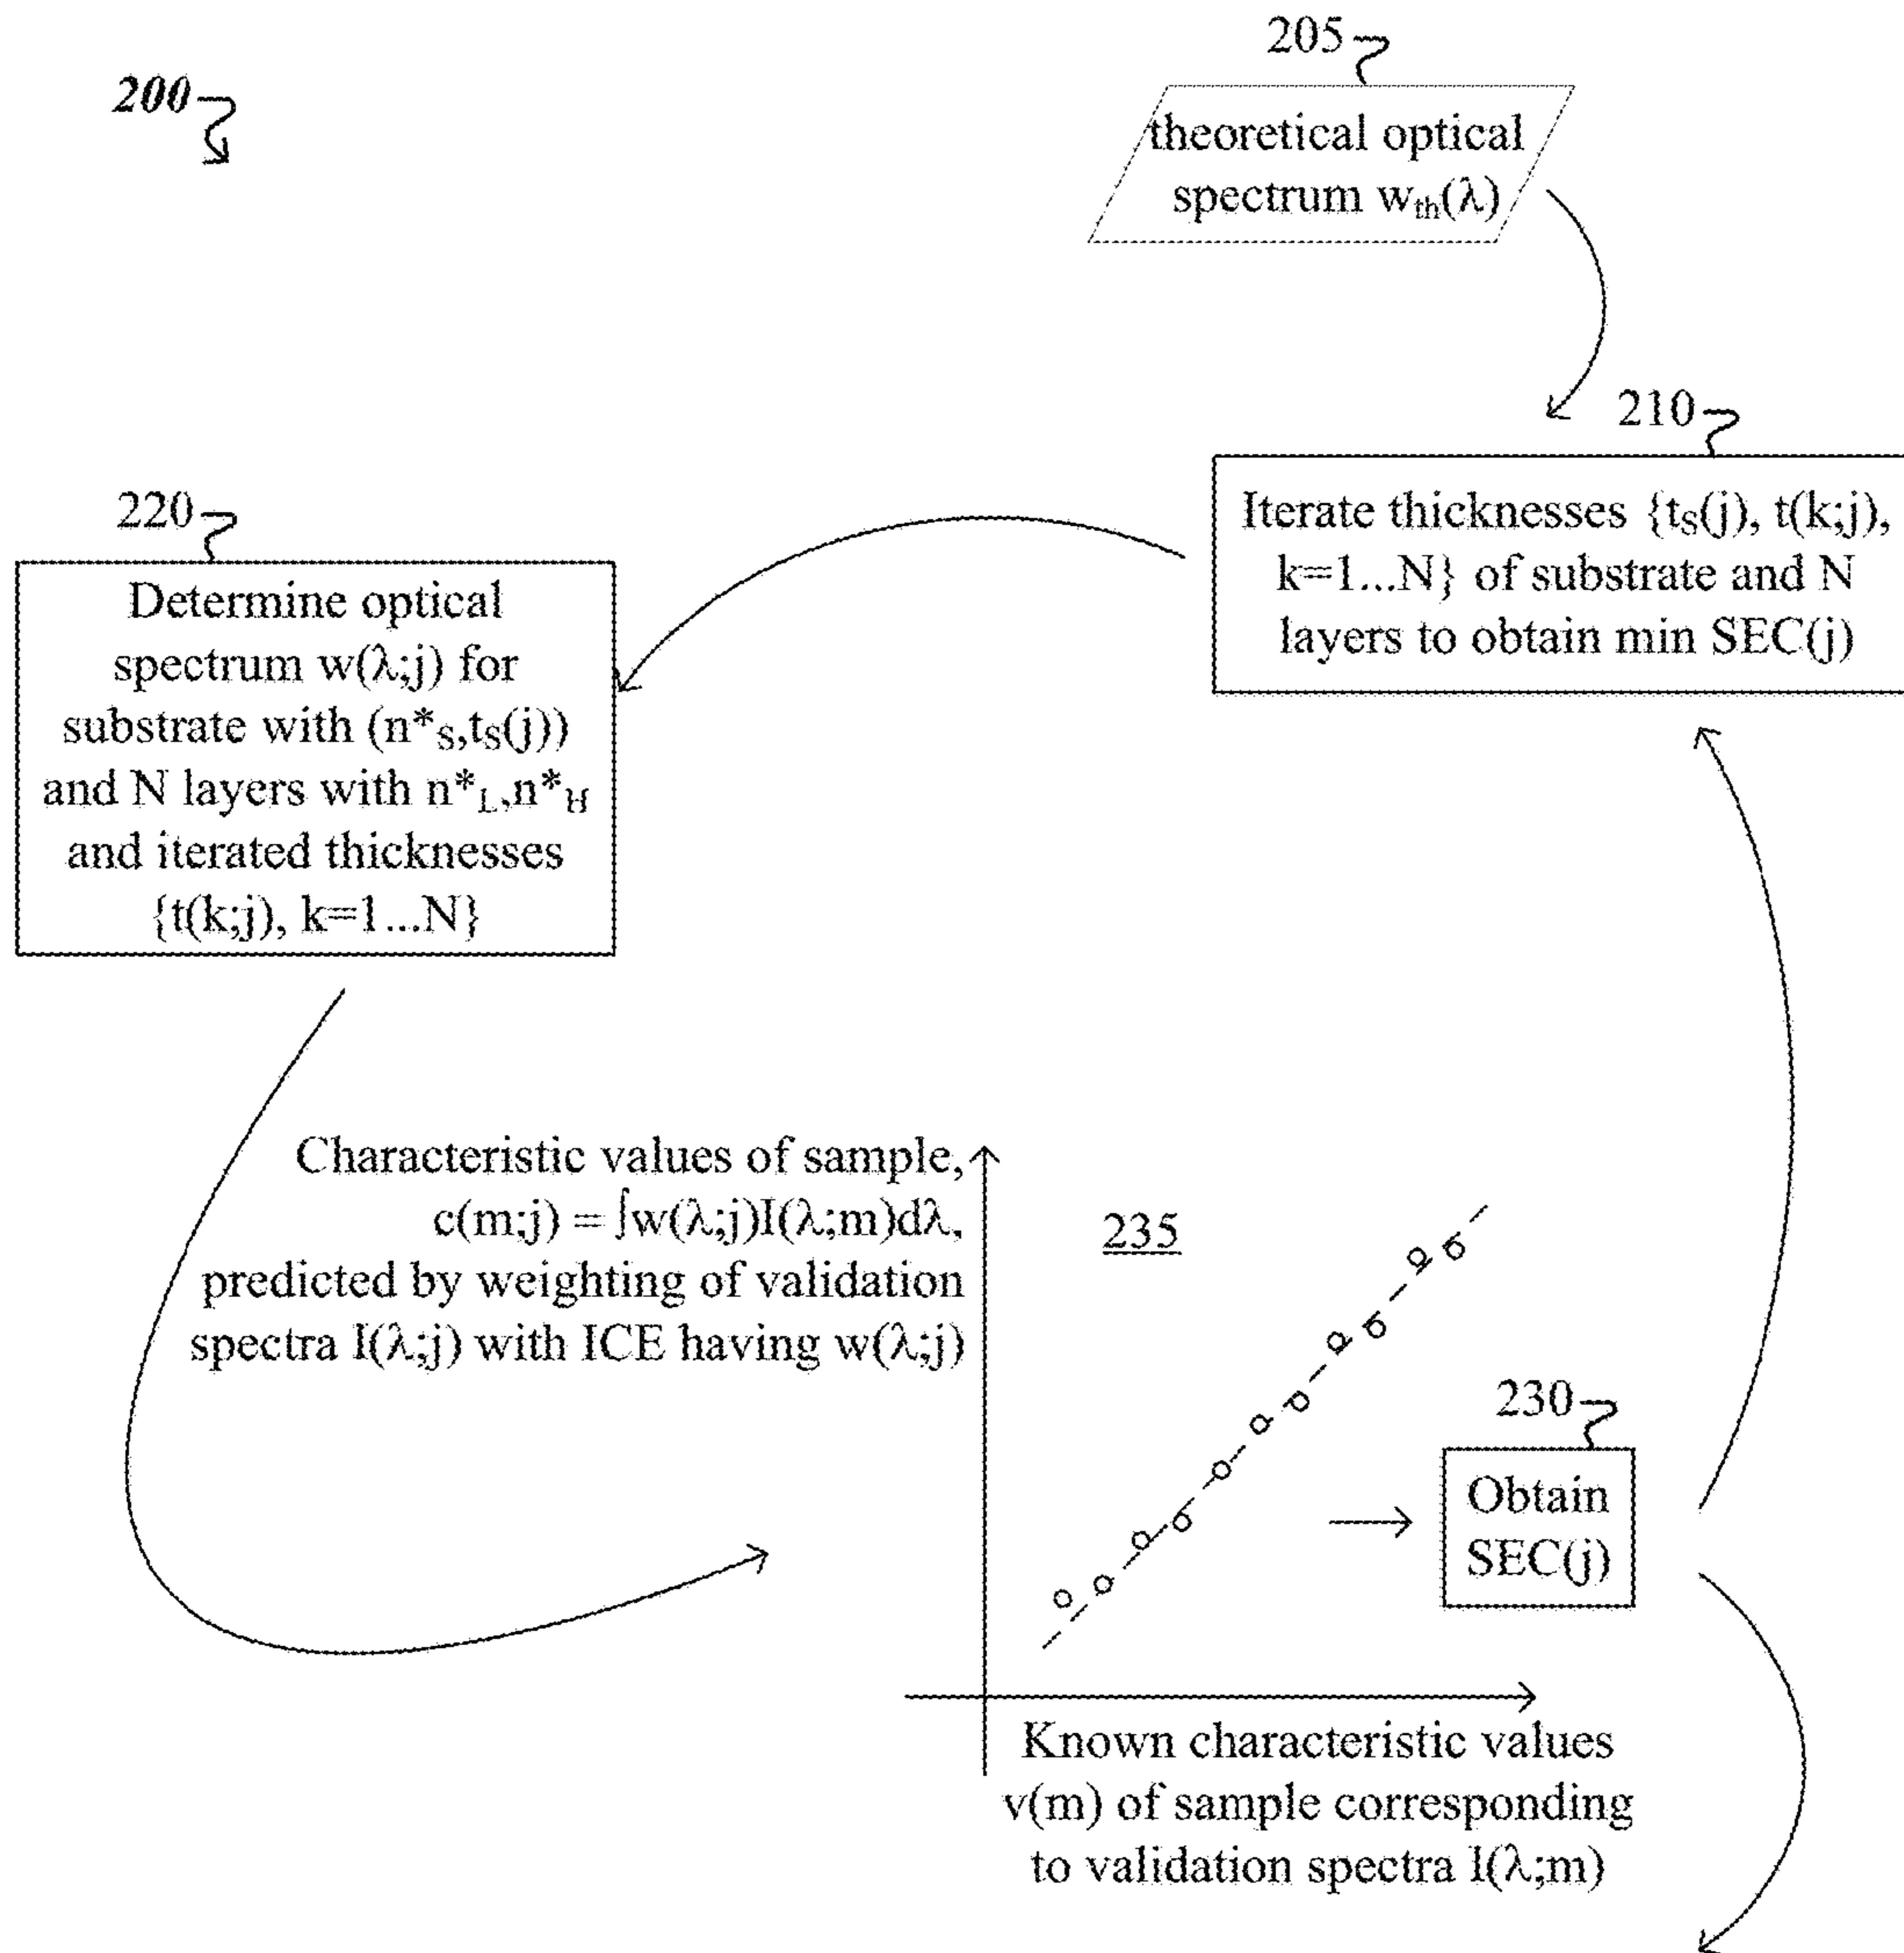 200
205
theoretical optical
spectrum wth(λ)
210
Iterate thicknesses {tS(j), t(k;j),
k=1...N} of substrate and N
layers to obtain min SEC(j)
220
Determine optical
spectrum w(λ;j) for
substrate with (n*S,tS(j))
and N layers with n*L,n*H
and iterated thicknesses
{t(k;j), k=1...N}
Characteristic values of sample,
c(m;j) = ∫w(λ;j)I(λ;m)dλ,
predicted by weighting of validation
spectra I(λ;j) with ICE having w(λ;j)
235
230
Obtain
SEC(j)
Known characteristic values
v(m) of sample corresponding
to validation spectra I(λ;m)